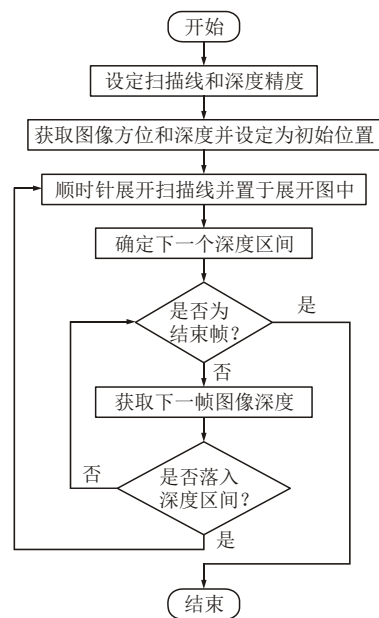 开始
设定扫描线和深度精度
获取图像方位和深度并设定为初始位置
顺时针展开扫描线并置于展开图中
确定下一个深度区间
是否为
结束帧?
是
否
获取下一帧图像深度
是否落入
深度区间?
否
是
结束